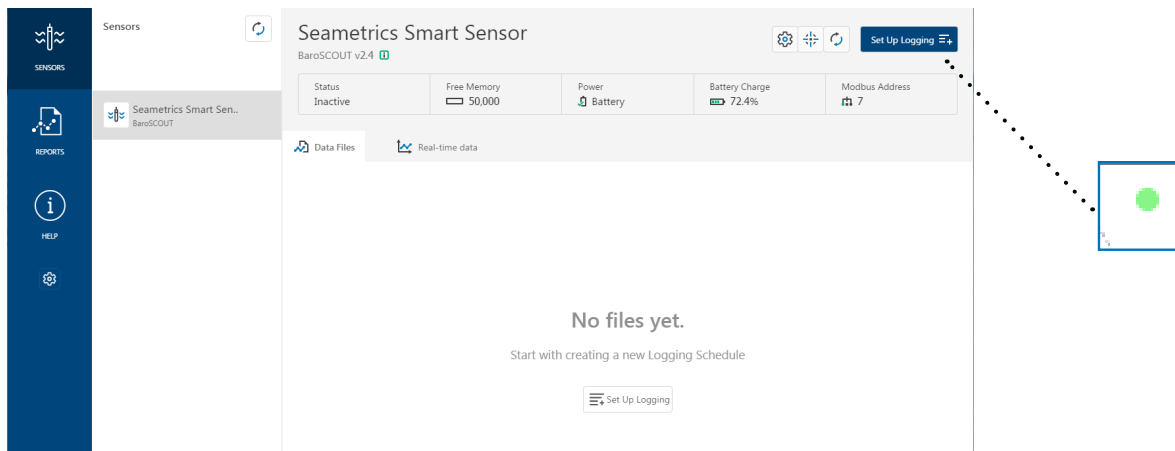 SENSORS
REPORTS
HELP
Sensors
Seametrics Smart Sen..
BaroSCOUT
Seametrics Smart Sensor
BaroSCOUT v2.4
Set Up Logging
Status
Inactive
Free Memory
50,000
Power
Battery
Battery Charge
72.4%
Modbus Address
7
Data Files
Real-time data
No files yet.
Start with creating a new Logging Schedule
Set Up Logging